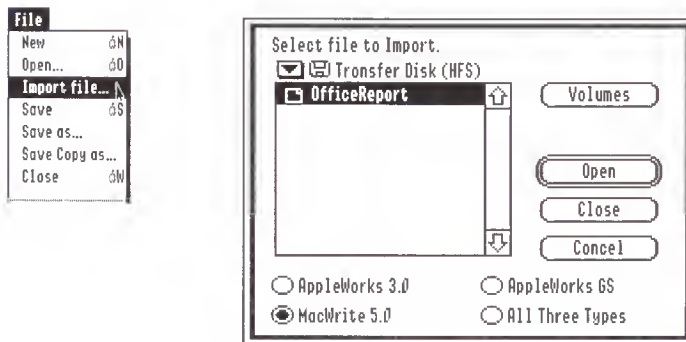 File
New ⌘N
Open... ⌘O
Import file...
Save ⌘S
Save as...
Save Copy as...
Close ⌘W
Select file to Import.
Transfer Disk (HFS)
OfficeReport
Volumes
Open
Close
Cancel
AppleWorks 3.0
AppleWorks GS
MacWrite 5.0
All Three Types